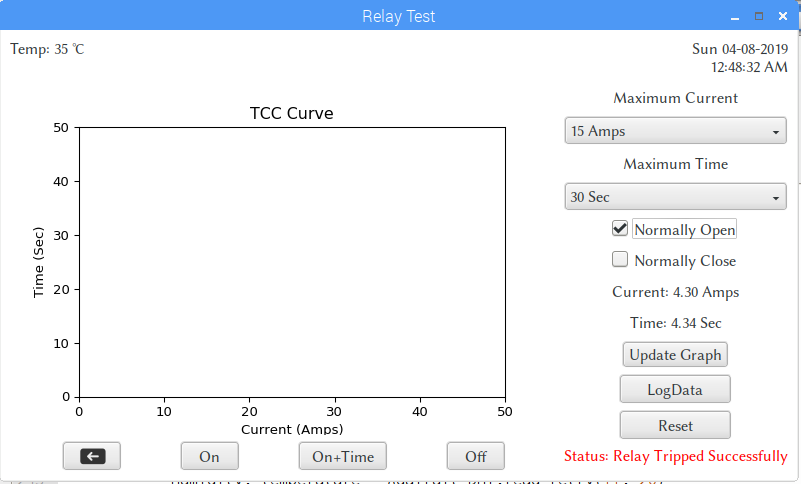 Relay Test
Temp: 35 ℃
Sun 04-08-2019
12:48:32 AM
Maximum Current
15 Amps
Maximum Time
30 Sec
Normally Open
Normally Close
Current: 4.30 Amps
Time: 4.34 Sec
Update Graph
LogData
Reset
Status: Relay Tripped Successfully
TCC Curve
50
40
30
20
10
0
Time (Sec)
0 10 20 30 40 50
Current (Amps)
On
On+Time
Off